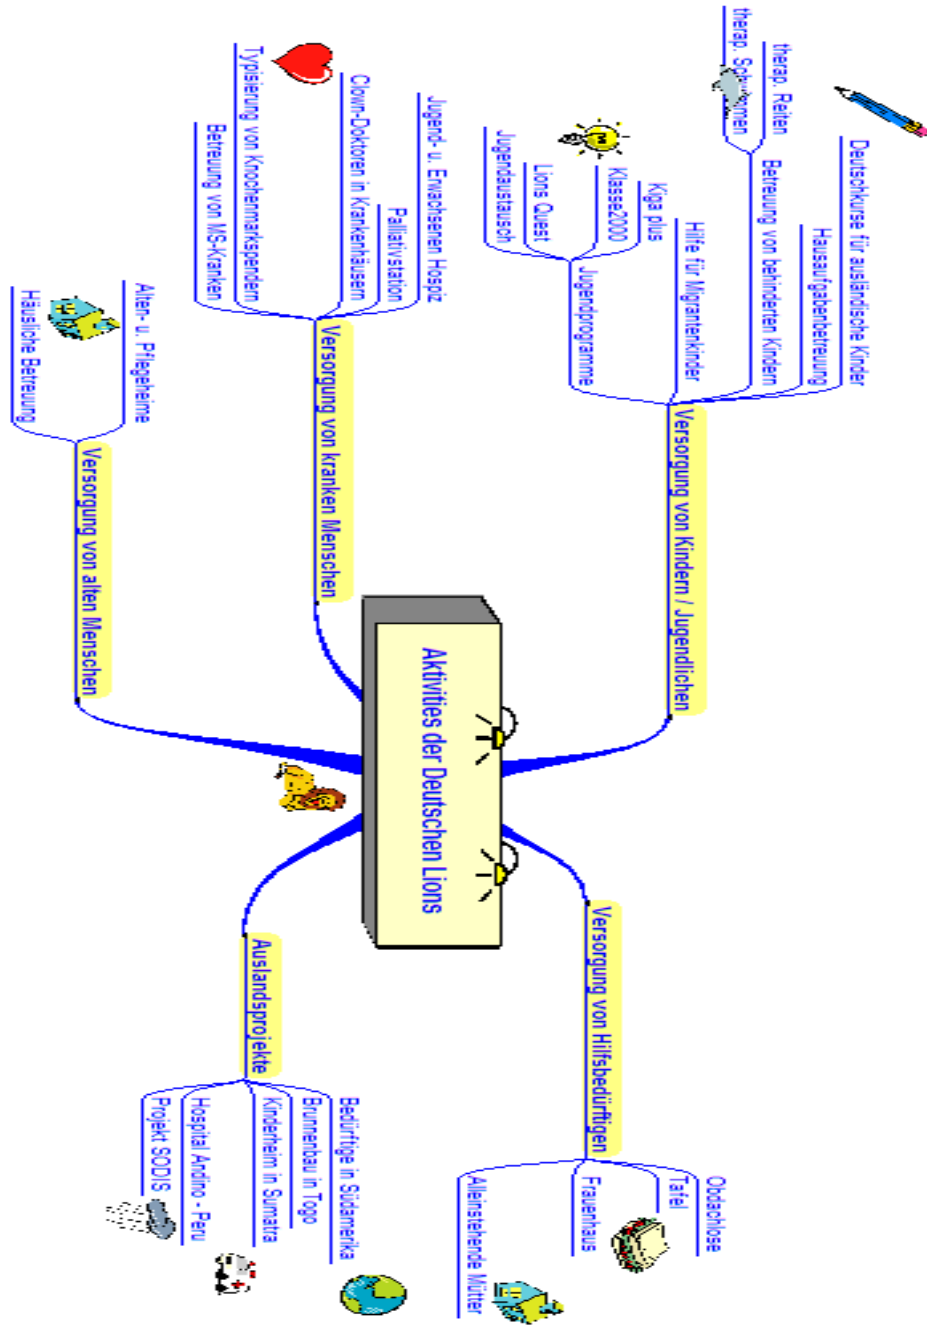 Aktivities der Deutschen Lions
Versorgung von Kindern / Jugendlichen
Deutschkurse für ausländische Kinder
Hausaufgabenbetreuung
Betreuung von behinderten Kindern
therap. Reiten
therap. Schwimmen
Hilfe für Migrantenkinder
Jugendprogramme
Kiga plus
Klasse2000
Lions Quest
Jugendaustausch
Versorgung von kranken Menschen
Jugend- u. Erwachsenen Hospiz
Palliativstation
Clown-Doktoren in Krankenhäusern
Typisierung von Knochenmarkspendern
Betreuung von MS-Kranken
Versorgung von alten Menschen
Alten- u. Pflegeheime
Häusliche Betreuung
Versorgung von Hilfsbedürftigen
Obdachlose
Tafel
Frauenhaus
Alleinstehende Mütter
Auslandsprojekte
Bedürftige in Südamerika
Brunnenbau in Togo
Kinderheim in Sumatra
Hospital Andino - Peru
Projekt SODIS